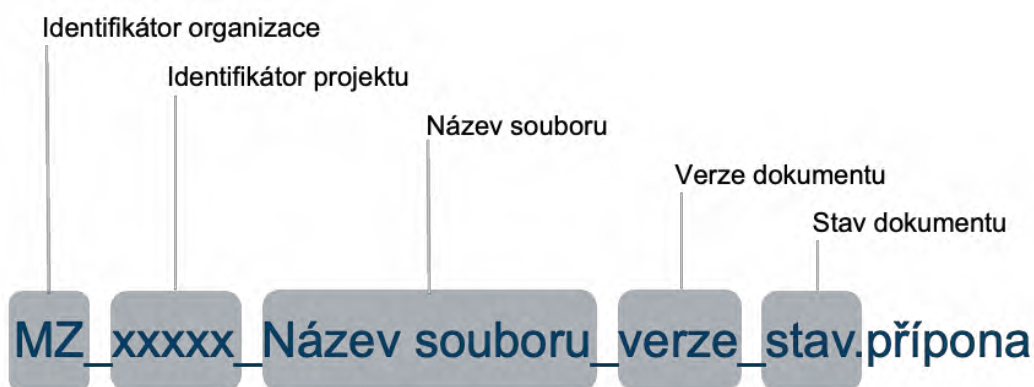 Identifikátor organizace
Identifikátor projektu
Název souboru
Verze dokumentu
Stav dokumentu
MZ_xxxxx_Název souboru_verze_stav.přípona